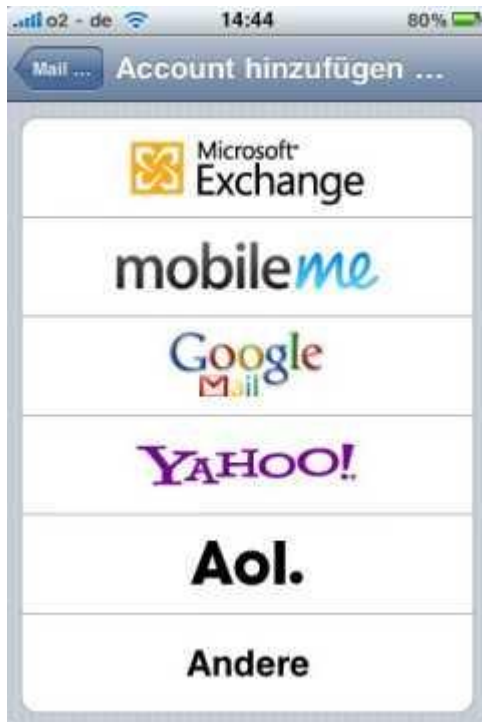 o2 - de 14:44 80%
Mail ... Account hinzufügen ...
Microsoft
Exchange
mobileme
Google
Mail
YAHOO!
Aol.
Andere